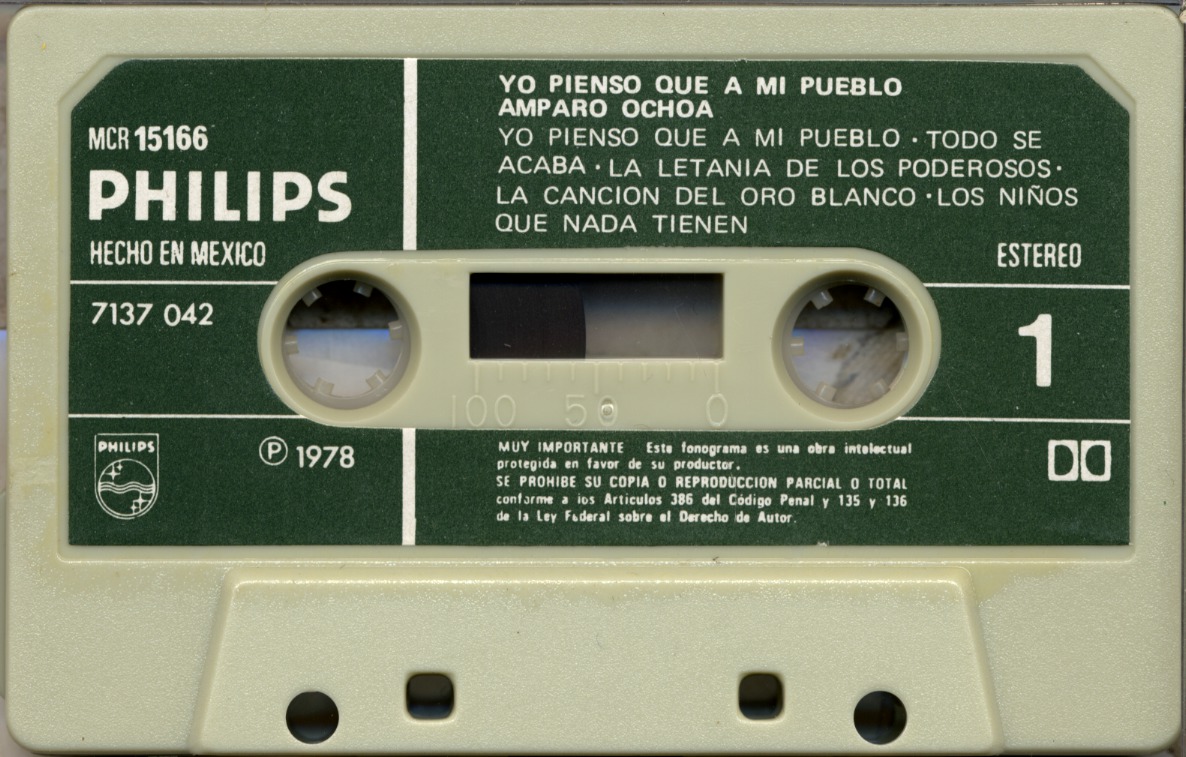 YO PIENSO QUE A MI PUEBLO
AMPARO OCHOA
YO PIENSO QUE A MI PUEBLO · TODO SE
ACABA · LA LETANIA DE LOS PODEROSOS ·
LA CANCION DEL ORO BLANCO · LOS NIÑOS
QUE NADA TIENEN
MCR 15166
PHILIPS
HECHO EN MEXICO
ESTEREO
7137 042
1
100 50 0
PHILIPS
Ⓟ 1978
MUY IMPORTANTE Este fonograma es una obra intelectual
protegida en favor de su productor.
SE PROHIBE SU COPIA O REPRODUCCION PARCIAL O TOTAL
conforme a los Articulos 386 del Código Penal y 135 y 136
de la Ley Federal sobre el Derecho de Autor.